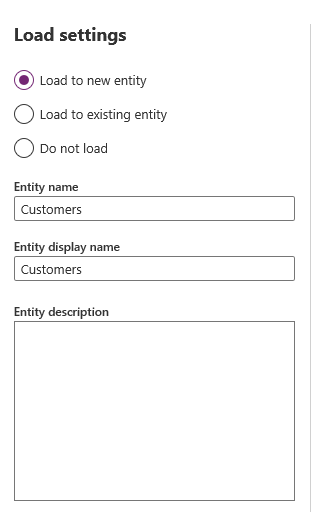 Load settings
Load to new entity
Load to existing entity
Do not load
Entity name
Customers
Entity display name
Customers
Entity description